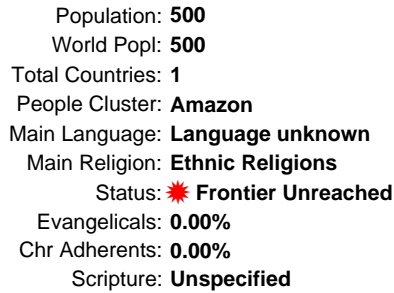 Population: 500
World Popl: 500
Total Countries: 1
People Cluster: Amazon
Main Language: Language unknown
Main Religion: Ethnic Religions
Status: Frontier Unreached
Evangelicals: 0.00%
Chr Adherents: 0.00%
Scripture: Unspecified